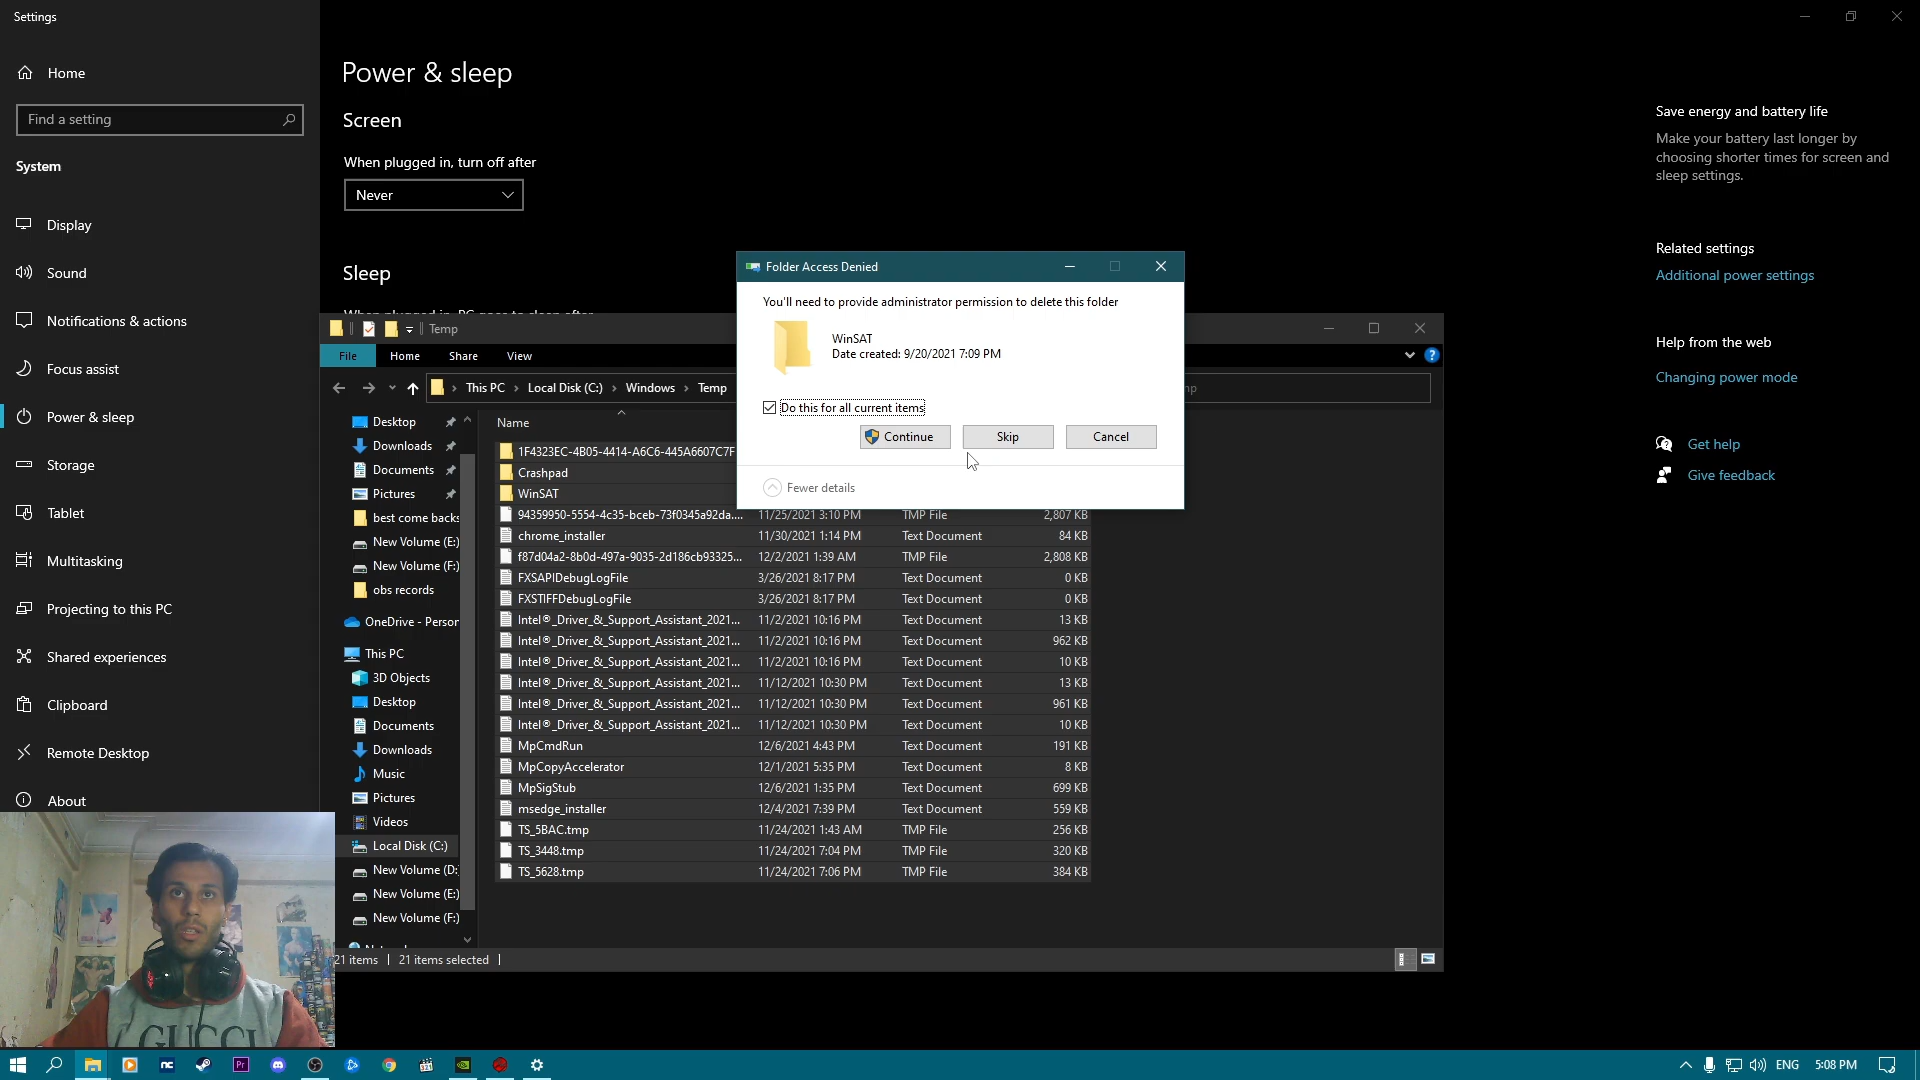 Settings
Home
Find a setting
System
Display
Sound
Notifications & actions
Focus assist
Power & sleep
Storage
Tablet
Multitasking
Projecting to this PC
Shared experiences
Clipboard
Remote Desktop
About
Power & sleep
Screen
When plugged in, turn off after
Never
Sleep
When plugged in, PC goes to sleep after
Save energy and battery life
Make your battery last longer by
choosing shorter times for screen and
sleep settings.
Related settings
Additional power settings
Help from the web
Changing power mode
Get help
Give feedback
Folder Access Denied
You'll need to provide administrator permission to delete this folder
WinSAT
Date created: 9/20/2021 7:09 PM
Do this for all current items
Continue
Skip
Cancel
Fewer details
Temp
File
Home
Share
View
This PC
Local Disk (C:)
Windows
Temp
Desktop
Downloads
Documents
Pictures
best come backs
New Volume (E:)
New Volume (F:)
obs records
OneDrive - Person
This PC
3D Objects
Desktop
Documents
Downloads
Music
Pictures
Videos
Local Disk (C:)
New Volume (D:
New Volume (E:)
New Volume (F:)
Name
1F4323EC-4B05-4414-A6C6-445A6607C7F
Crashpad
WinSAT
94359950-5554-4c35-bceb-73f0345a92da.... 11/25/2021 3:10 PM TMP File 2,807 KB
chrome_installer 11/30/2021 1:14 PM Text Document 84 KB
f87d04a2-8b0d-497a-9035-2d186cb93325... 12/2/2021 1:39 AM TMP File 2,808 KB
FXSAPIDebugLogFile 3/26/2021 8:17 PM Text Document 0 KB
FXSTIFFDebugLogFile 3/26/2021 8:17 PM Text Document 0 KB
Intel®_Driver_&_Support_Assistant_2021... 11/2/2021 10:16 PM Text Document 13 KB
Intel®_Driver_&_Support_Assistant_2021... 11/2/2021 10:16 PM Text Document 962 KB
Intel®_Driver_&_Support_Assistant_2021... 11/2/2021 10:16 PM Text Document 10 KB
Intel®_Driver_&_Support_Assistant_2021... 11/12/2021 10:30 PM Text Document 13 KB
Intel®_Driver_&_Support_Assistant_2021... 11/12/2021 10:30 PM Text Document 961 KB
Intel®_Driver_&_Support_Assistant_2021... 11/12/2021 10:30 PM Text Document 10 KB
MpCmdRun 12/6/2021 4:43 PM Text Document 191 KB
MpCopyAccelerator 12/1/2021 5:35 PM Text Document 8 KB
MpSigStub 12/6/2021 1:35 PM Text Document 699 KB
msedge_installer 12/4/2021 7:39 PM Text Document 559 KB
TS_5BAC.tmp 11/24/2021 1:43 AM TMP File 256 KB
TS_3448.tmp 11/24/2021 7:04 PM TMP File 320 KB
TS_5628.tmp 11/24/2021 7:06 PM TMP File 384 KB
21 items
21 items selected
GUCCI
nc
Pr
ENG
5:08 PM